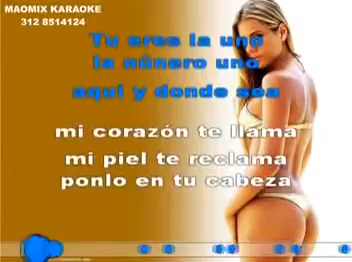 MAOMIX KARAOKE
312 8514124
Tu eres la uno
la número uno
aqui y donde sea
mi corazón te llama
mi piel te reclama
ponlo en tu cabeza